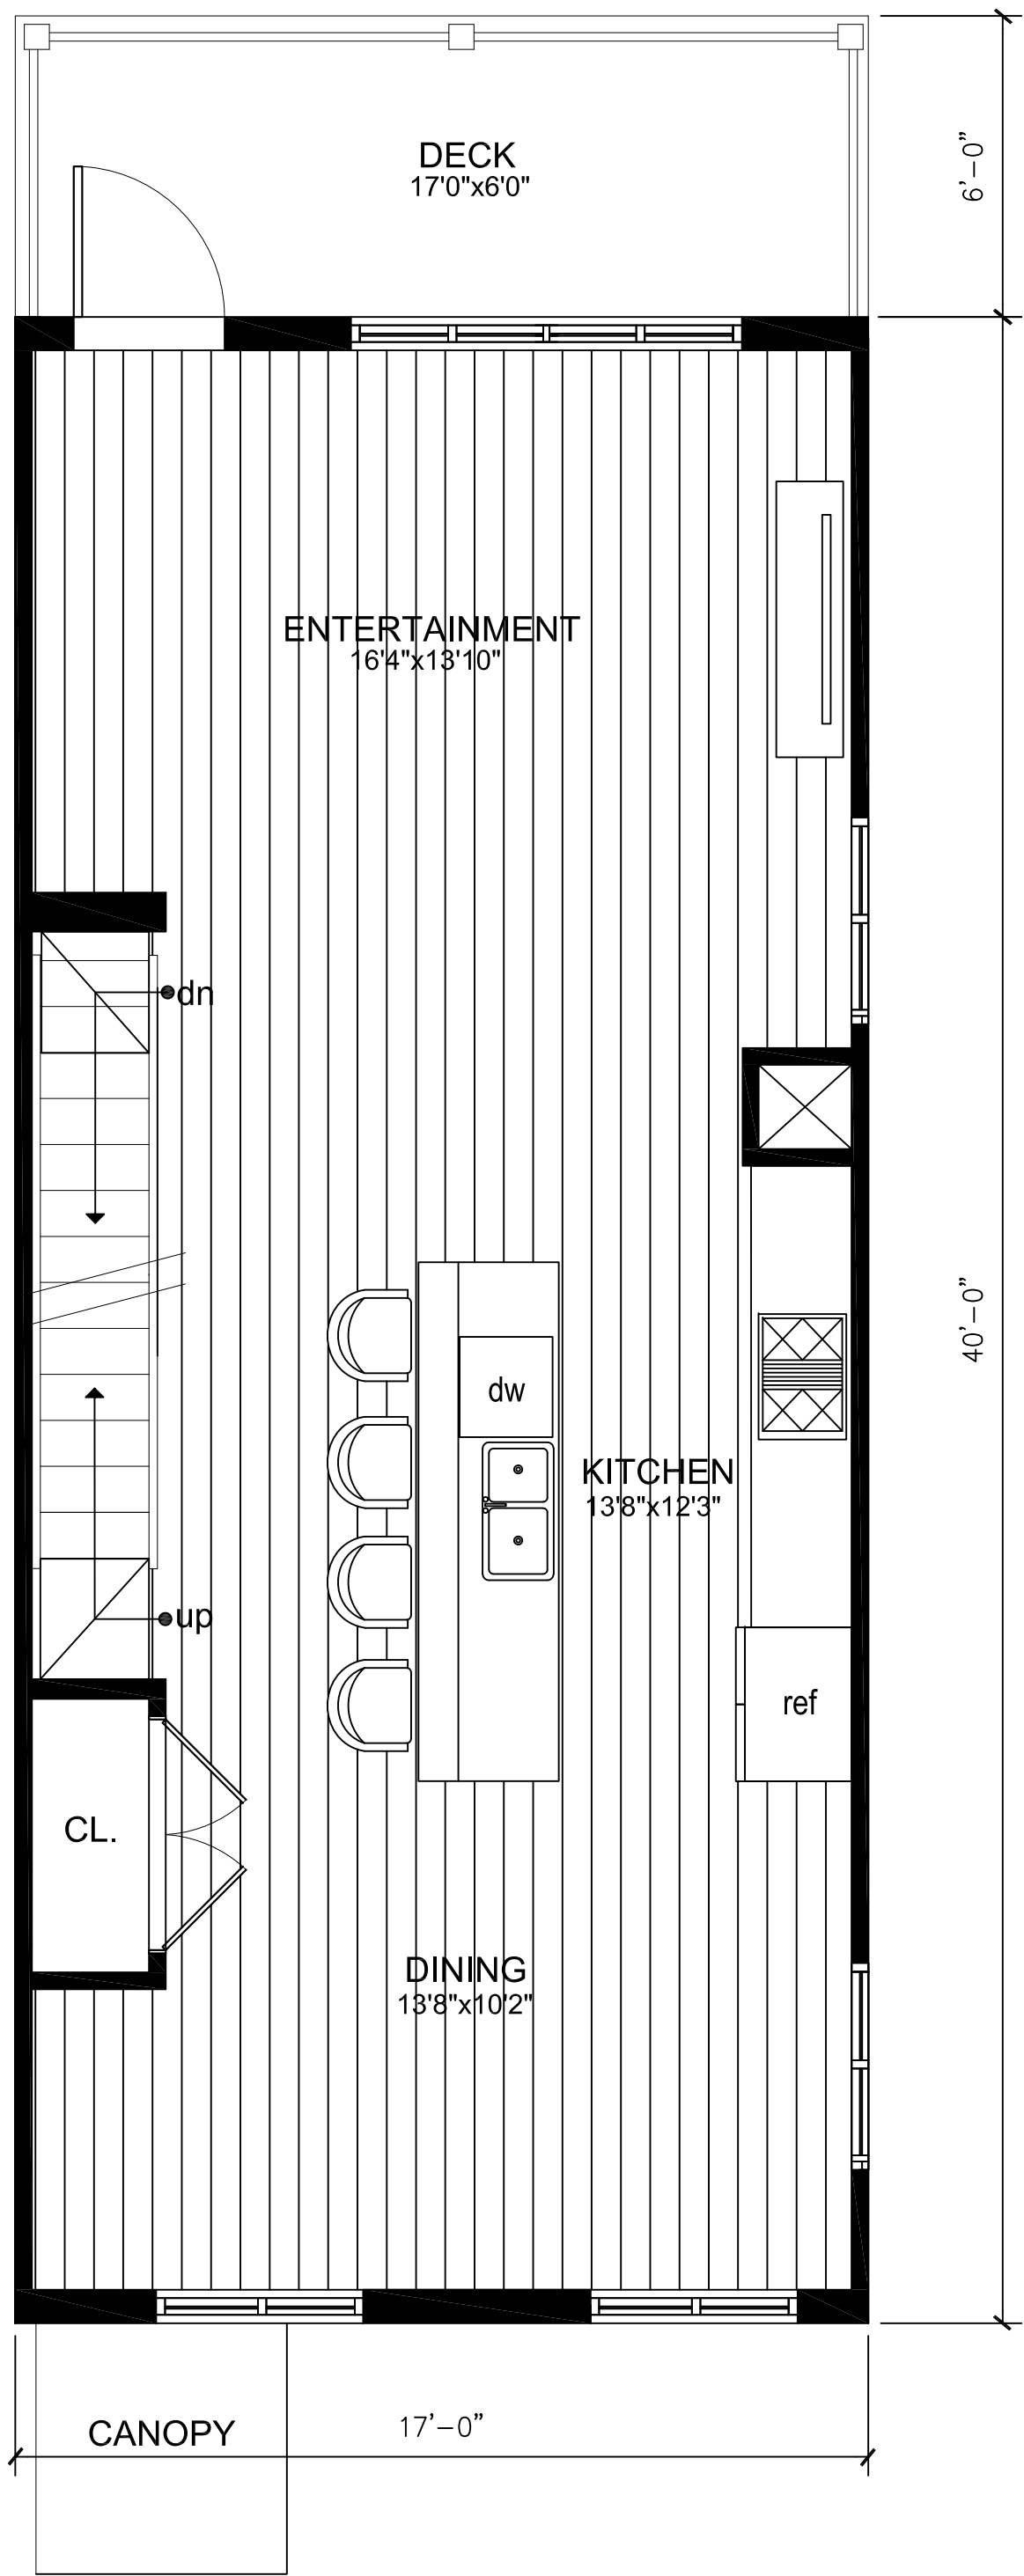 DECK
17'0"x6'0"
6’–0”
ENTERTAINMENT
16'4"x13'10"
dn
40’–0”
dw
KITCHEN
13'8"x12'3"
up
ref
CL.
DINING
13'8"x10'2"
CANOPY
17’–0”